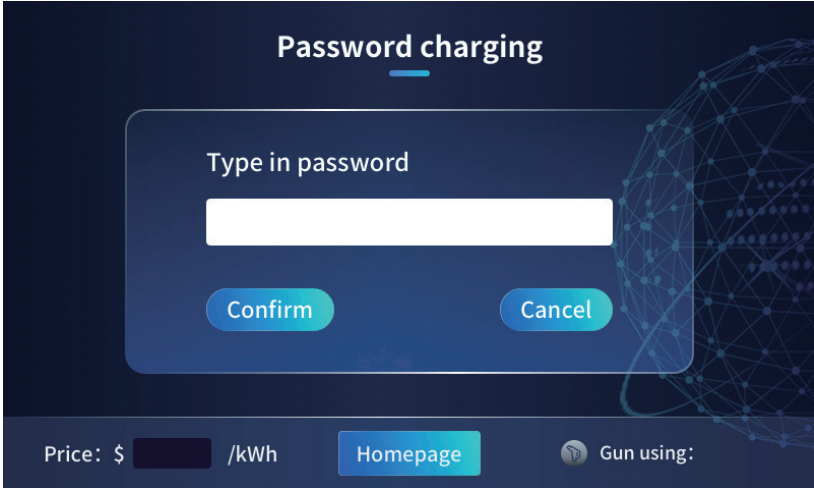 Password charging
Type in password
Confirm Cancel
Price: $ /kWh Homepage Gun using: